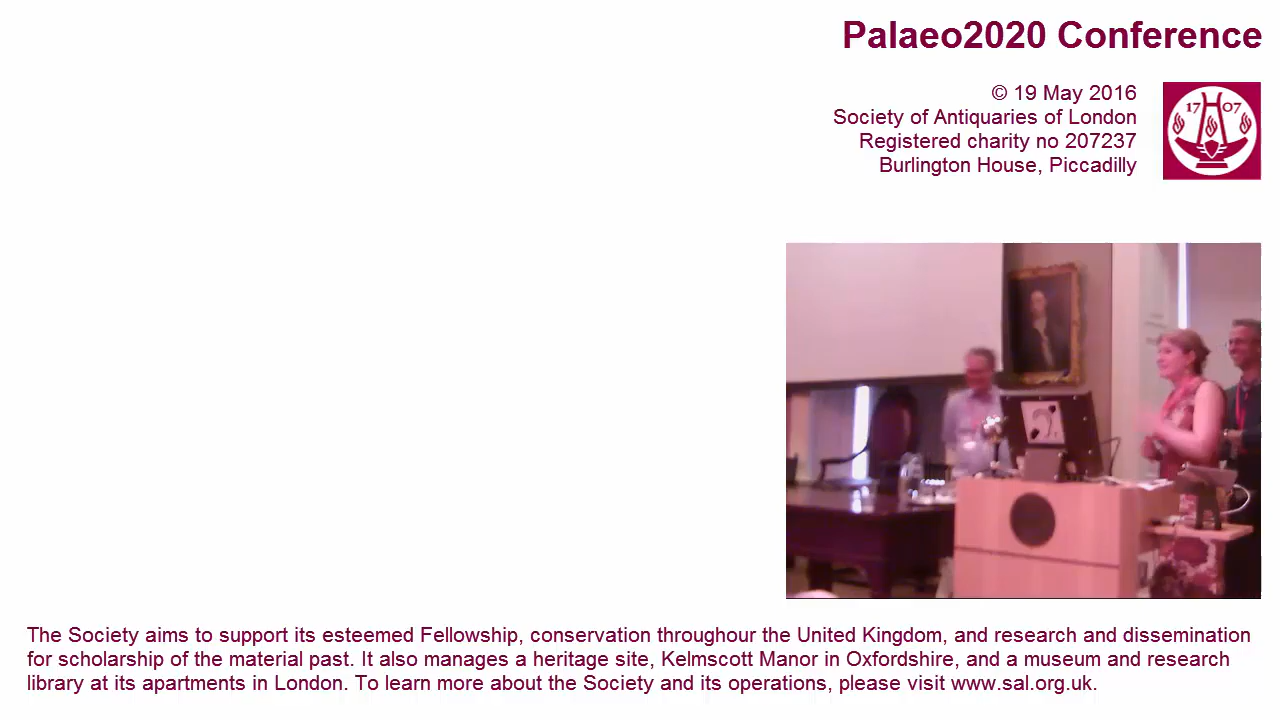 Palaeo2020 Conference
© 19 May 2016
Society of Antiquaries of London
Registered charity no 207237
Burlington House, Piccadilly
17 07
The Society aims to support its esteemed Fellowship, conservation throughour the United Kingdom, and research and dissemination
for scholarship of the material past. It also manages a heritage site, Kelmscott Manor in Oxfordshire, and a museum and research
library at its apartments in London. To learn more about the Society and its operations, please visit www.sal.org.uk.